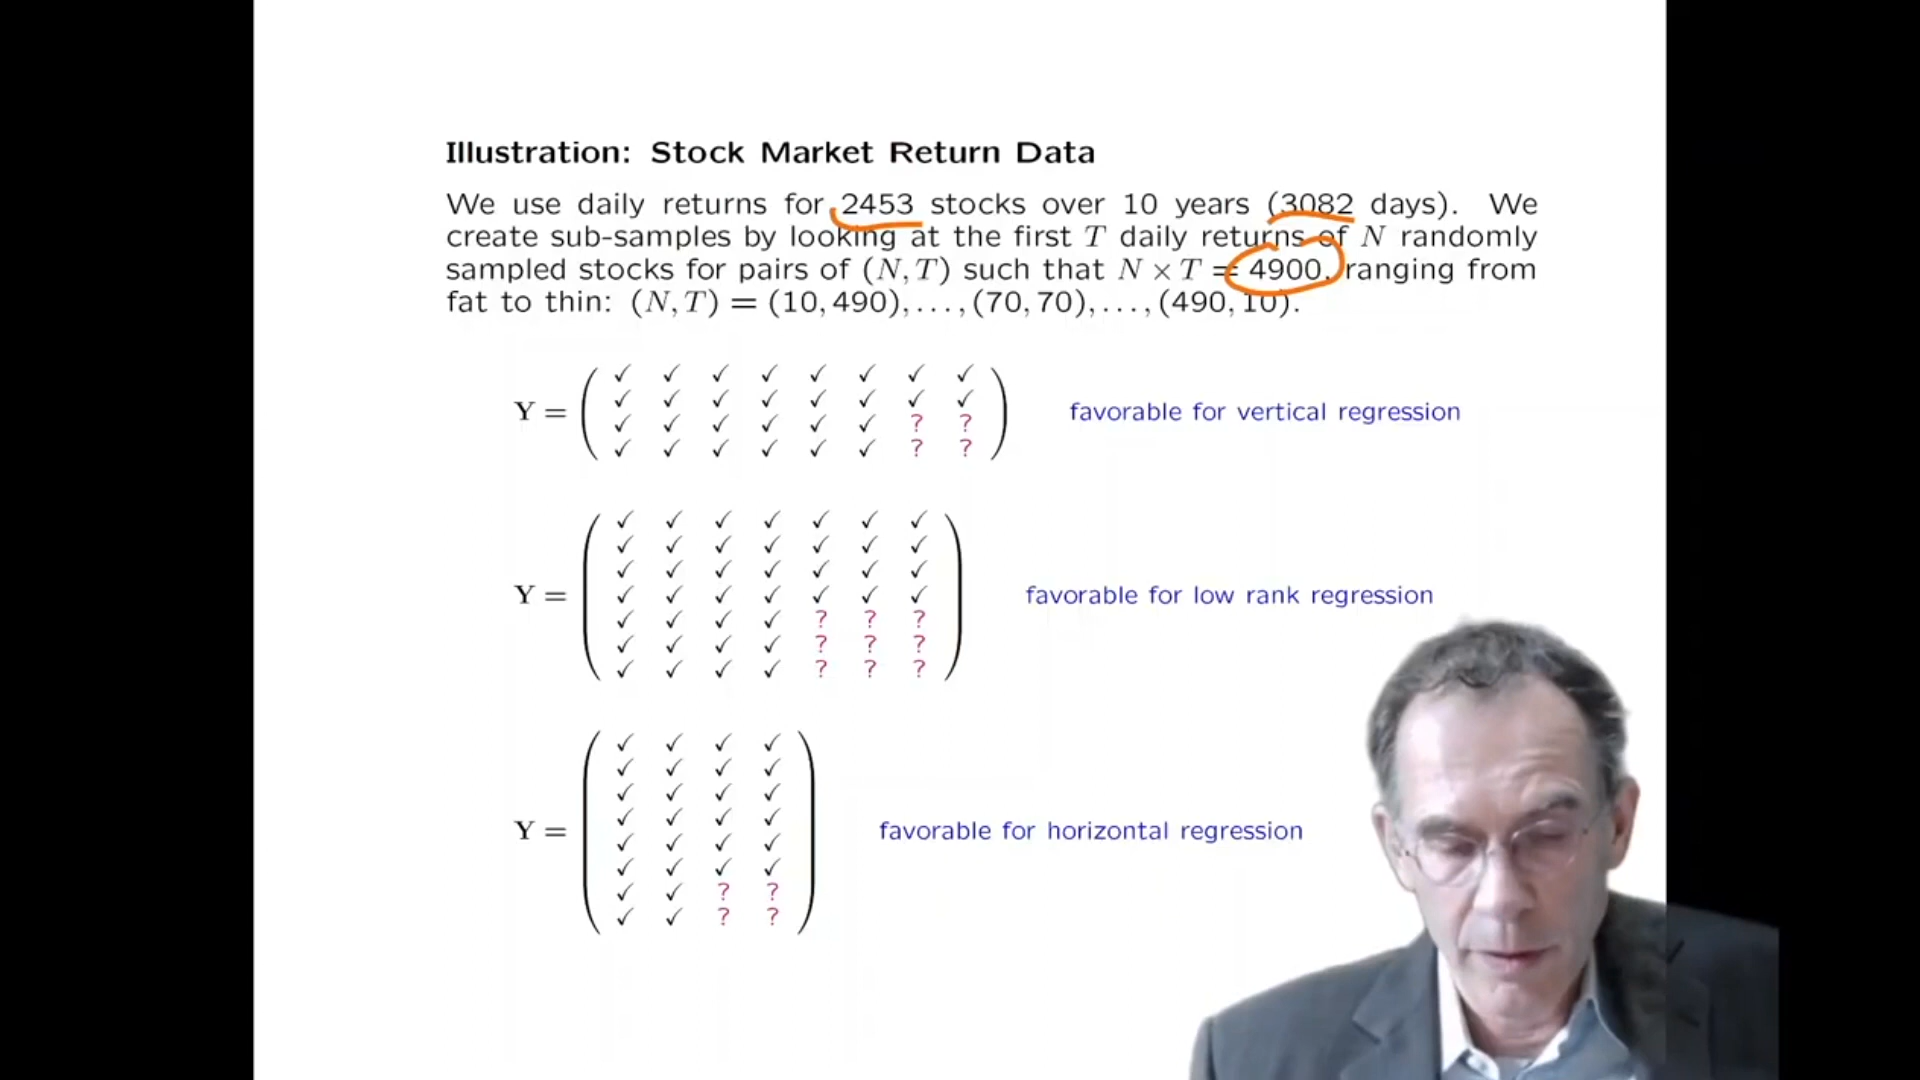 Illustration: Stock Market Return Data
We use daily returns for 2453 stocks over 10 years (3082 days). We
create sub-samples by looking at the first T daily returns of N randomly
sampled stocks for pairs of (N, T) such that N × T = 4900, ranging from
fat to thin: (N, T) = (10, 490), . . . , (70, 70), . . . , (490, 10).
✓ ✓ ✓ ✓ ✓ ✓ ✓ ✓
✓ ✓ ✓ ✓ ✓ ✓ ✓ ✓
Y = favorable for vertical regression
✓ ✓ ✓ ✓ ✓ ✓ ? ?
✓ ✓ ✓ ✓ ✓ ✓ ? ?
✓ ✓ ✓ ✓ ✓ ✓ ✓
✓ ✓ ✓ ✓ ✓ ✓ ✓
✓ ✓ ✓ ✓ ✓ ✓ ✓
Y = ✓ ✓ ✓ ✓ ✓ ✓ ✓ favorable for low rank regression
✓ ✓ ✓ ✓ ? ? ?
✓ ✓ ✓ ✓ ? ? ?
✓ ✓ ✓ ✓ ? ? ?
✓ ✓ ✓ ✓
✓ ✓ ✓ ✓
✓ ✓ ✓ ✓
✓ ✓ ✓ ✓
Y = favorable for horizontal regression
✓ ✓ ✓ ✓
✓ ✓ ✓ ✓
✓ ✓ ? ?
✓ ✓ ? ?